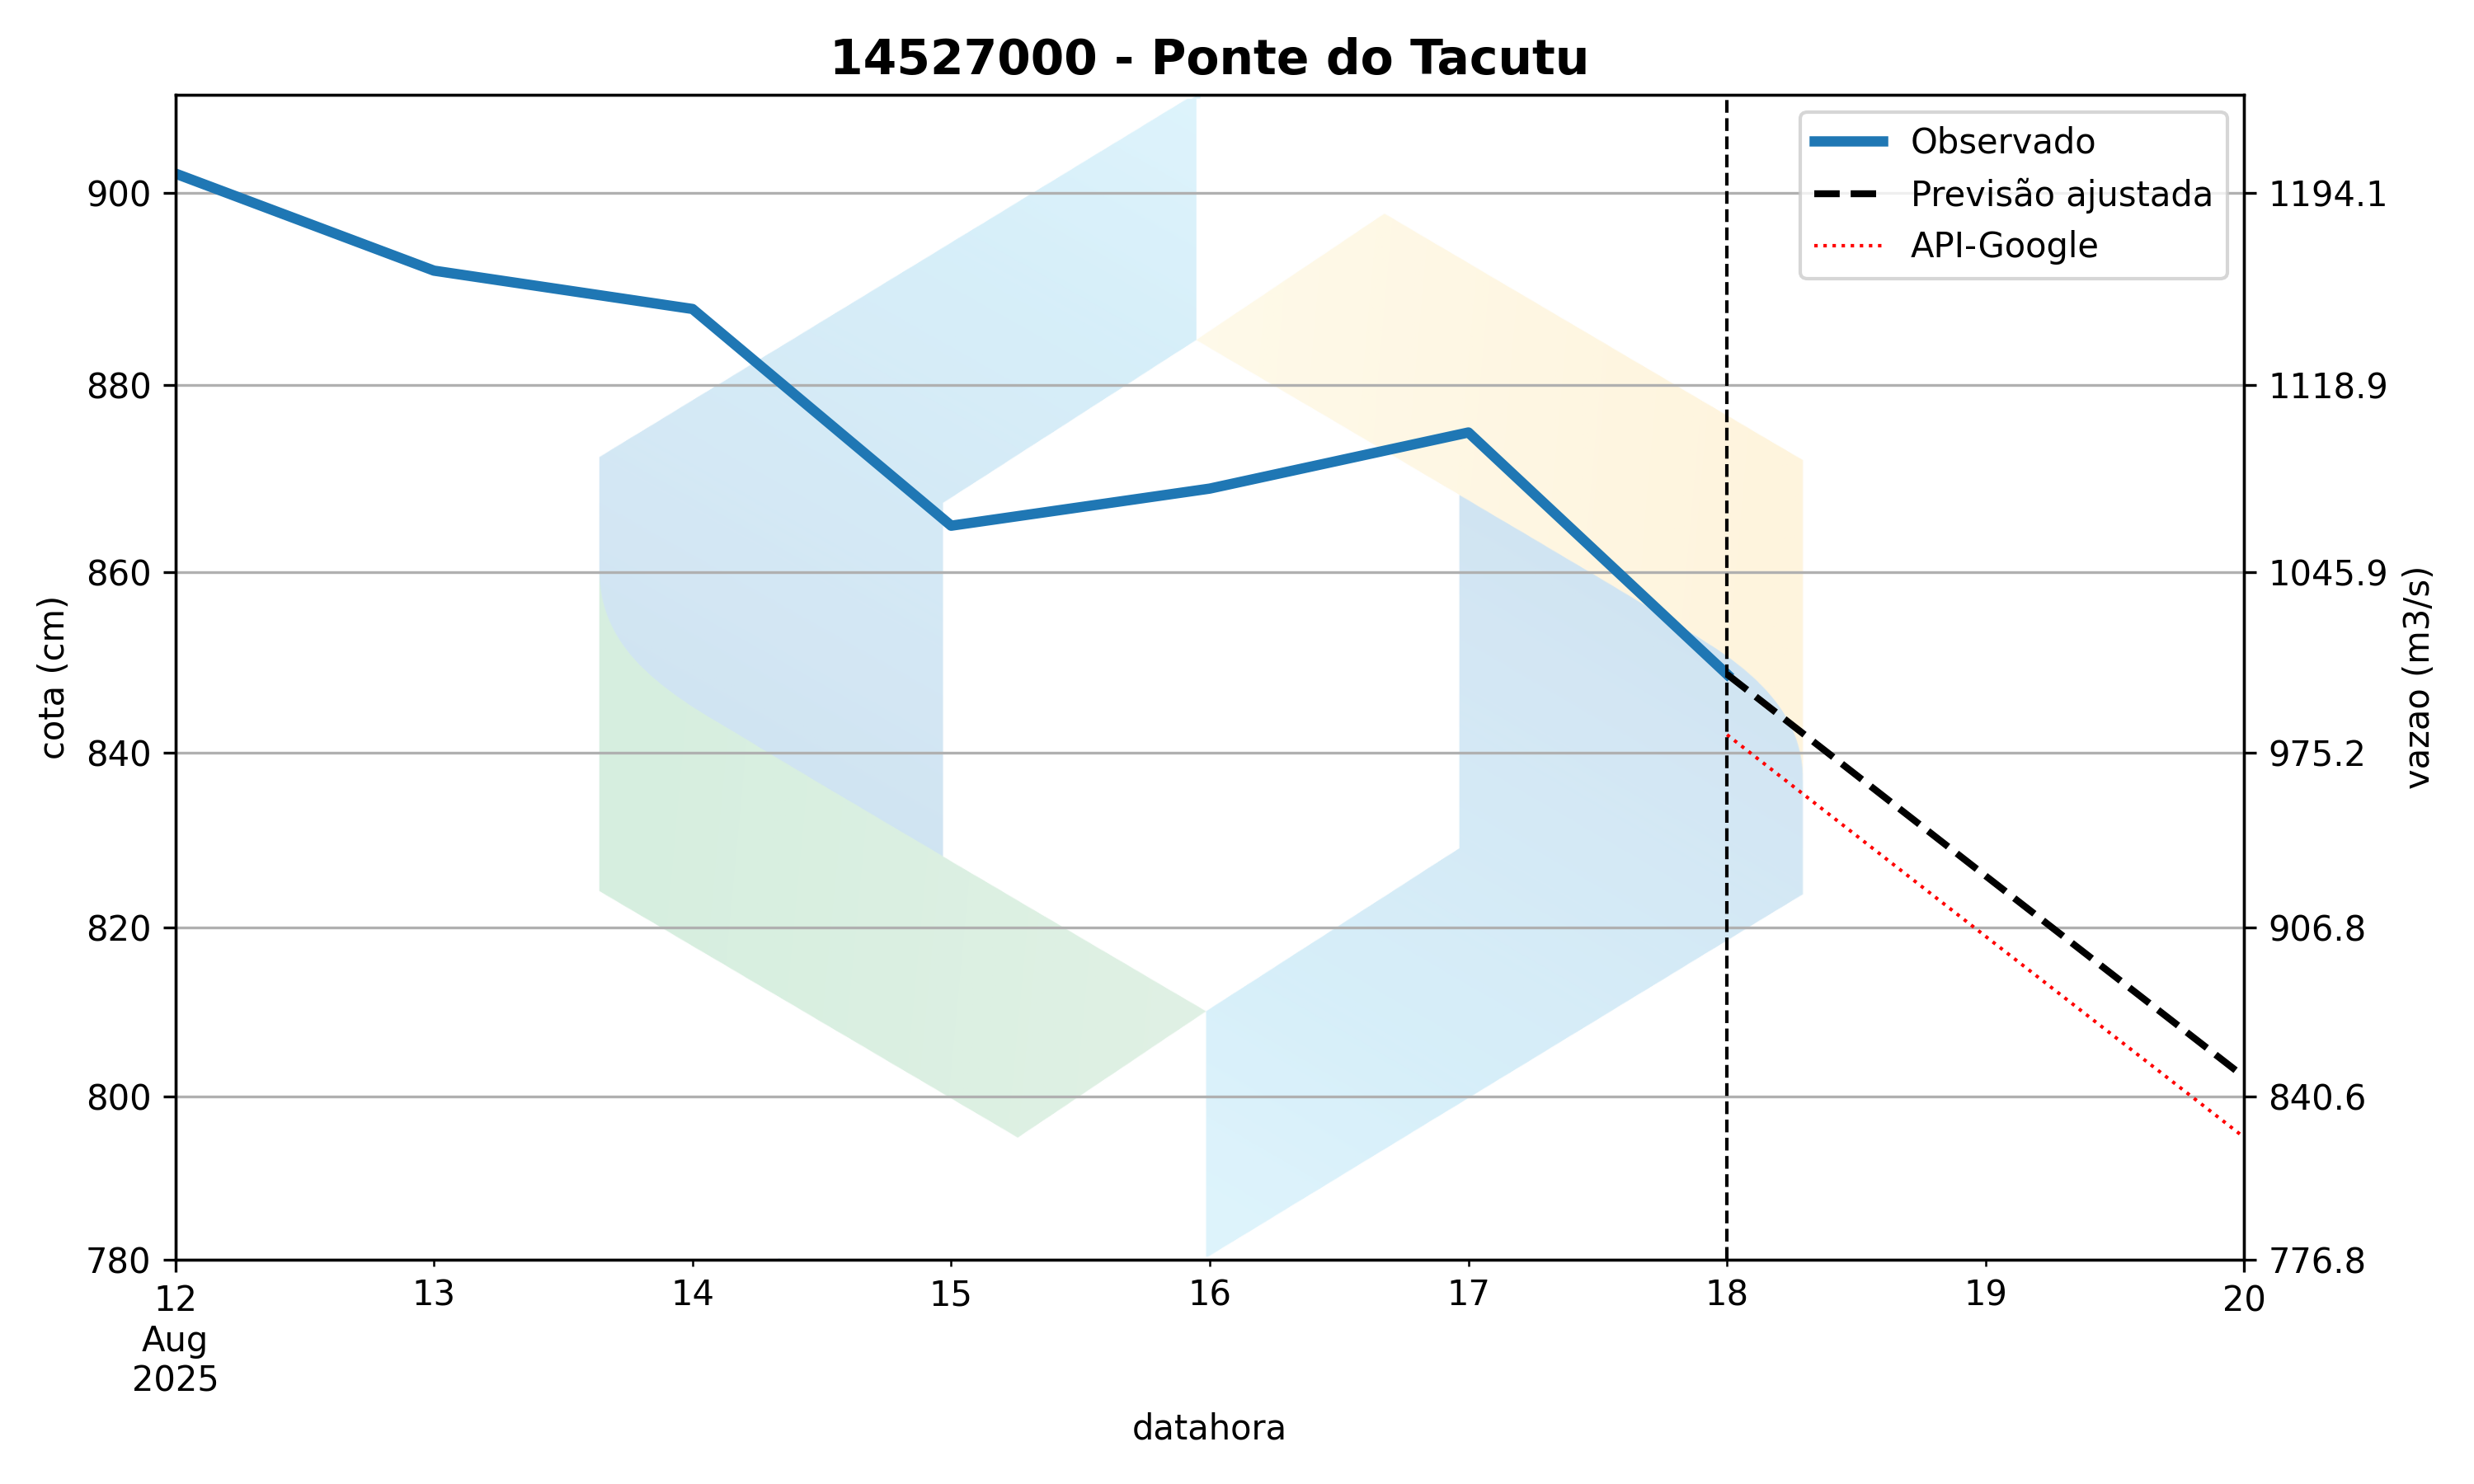 14527000 - Ponte do Tacutu
Observado
Previsão ajustada
API-Google
900
880
860
840
820
800
780
cota (cm)
1194.1
1118.9
1045.9
975.2
906.8
840.6
776.8
vazao (m3/s)
12 13 14 15 16 17 18 19 20
Aug
2025
datahora